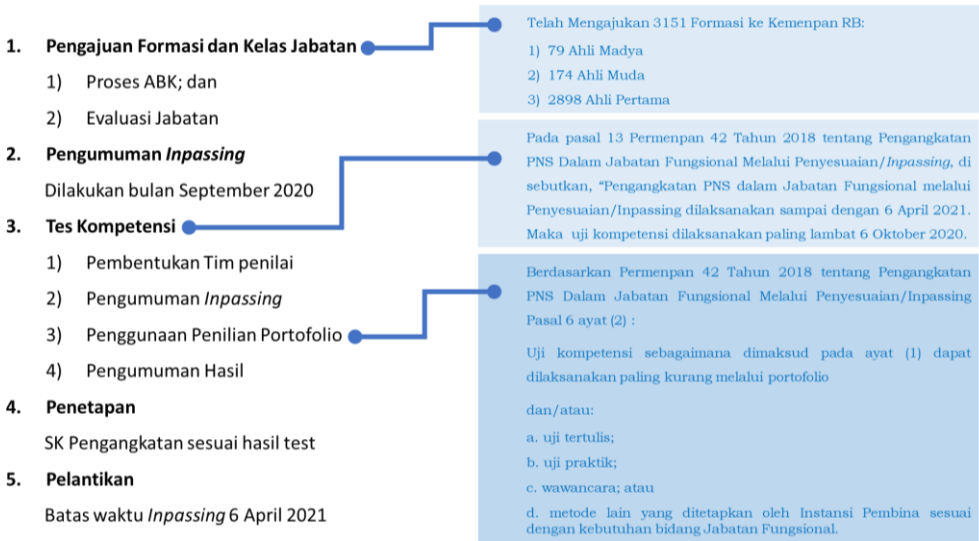 1. Pengajuan Formasi dan Kelas Jabatan
1) Proses ABK; dan
2) Evaluasi Jabatan
2. Pengumuman Inpassing
Dilakukan bulan September 2020
3. Tes Kompetensi
1) Pembentukan Tim penilai
2) Pengumuman Inpassing
3) Penggunaan Penilian Portofolio
4) Pengumuman Hasil
4. Penetapan
SK Pengangkatan sesuai hasil test
5. Pelantikan
Batas waktu Inpassing 6 April 2021
Telah Mengajukan 3151 Formasi ke Kemenpan RB:
1) 79 Ahli Madya
2) 174 Ahli Muda
3) 2898 Ahli Pertama
Pada pasal 13 Permenpan 42 Tahun 2018 tentang Pengangkatan
PNS Dalam Jabatan Fungsional Melalui Penyesuaian/Inpassing, di
sebutkan, “Pengangkatan PNS dalam Jabatan Fungsional melalui
Penyesuaian/Inpassing dilaksanakan sampai dengan 6 April 2021.
Maka uji kompetensi dilaksanakan paling lambat 6 Oktober 2020.
Berdasarkan Permenpan 42 Tahun 2018 tentang Pengangkatan
PNS Dalam Jabatan Fungsional Melalui Penyesuaian/Inpassing
Pasal 6 ayat (2) :
Uji kompetensi sebagaimana dimaksud pada ayat (1) dapat
dilaksanakan paling kurang melalui portofolio
dan/atau:
a. uji tertulis;
b. uji praktik;
c. wawancara; atau
d. metode lain yang ditetapkan oleh Instansi Pembina sesuai
dengan kebutuhan bidang Jabatan Fungsional.